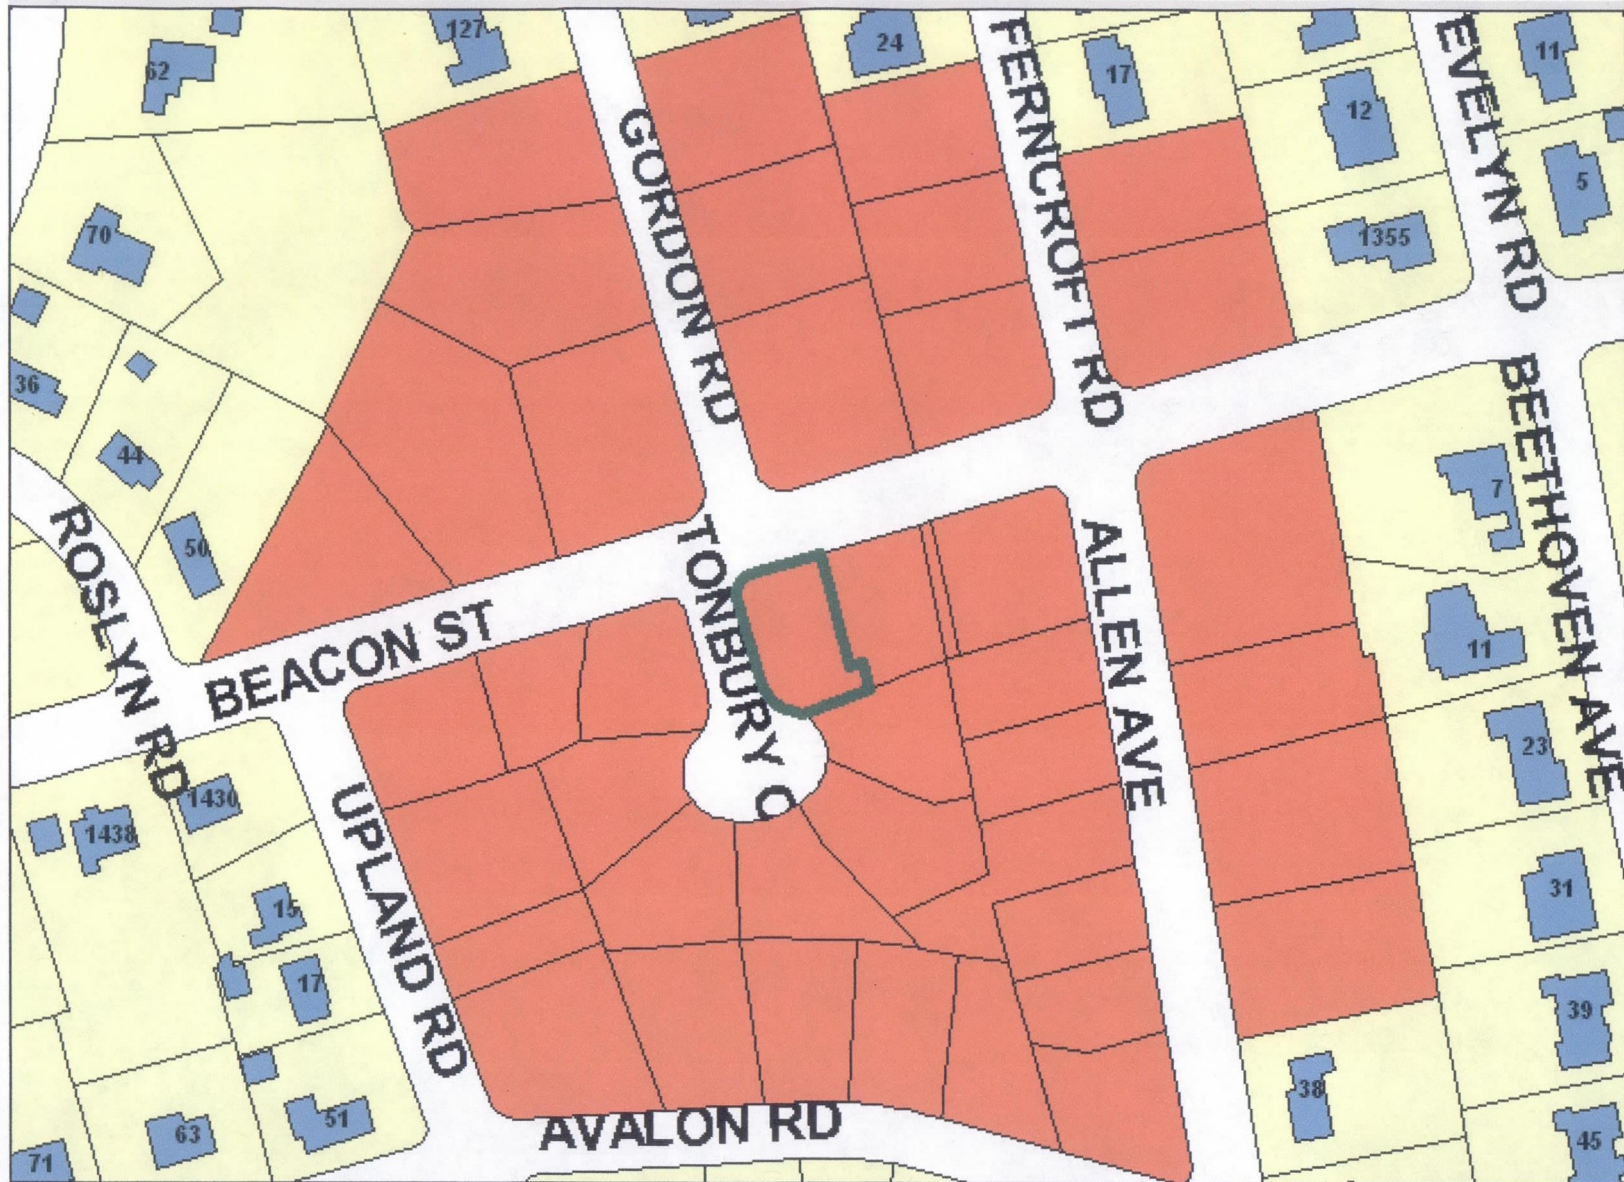 127
62
24
17
11
12
5
GORDON RD
FERNCROFT RD
EVELYN RD
70
1355
36
44
50
7
ROSLYN RD
BEACON ST
TONBURY C
ALLEN AVE
BEETHOVEN AVE
11
23
1430
1438
UPLAND RD
15
31
17
39
38
51
63
71
45
AVALON RD